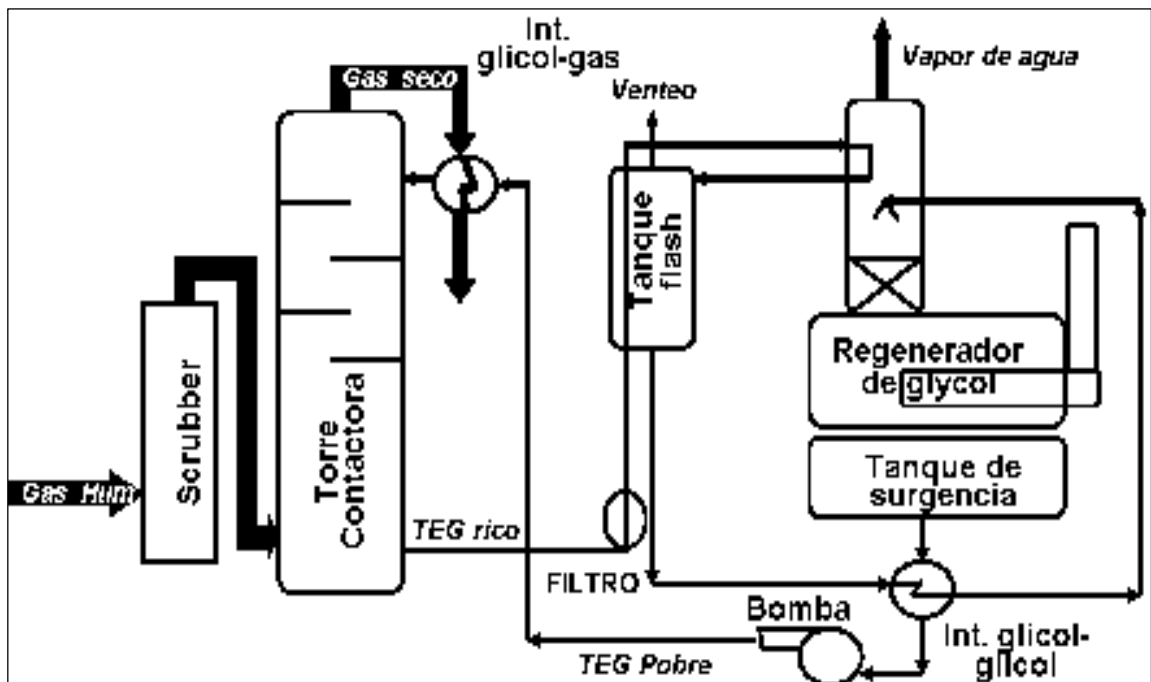 Int.
glicol-gas
Gas seco
Vapor de agua
Venteo
Tanque
flash
Scrubber
Torre
Contactora
Regenerador
de glycol
Tanque de
surgencia
Gas Hum
TEG rico
FILTRO
Bomba
TEG Pobre
Int. glicol-
glicol